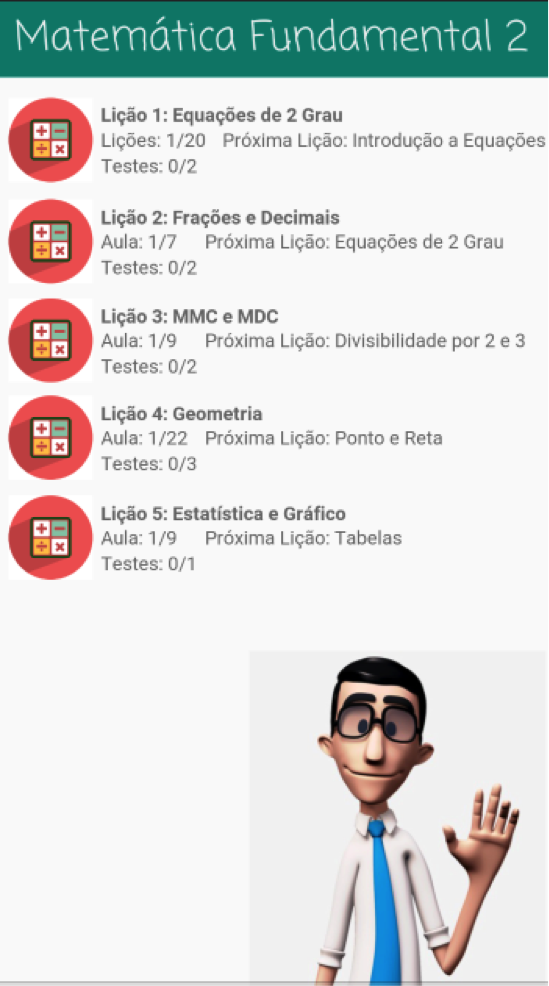 Matemática Fundamental 2
Lição 1: Equações de 2 Grau
Lições: 1/20 Próxima Lição: Introdução a Equações
Testes: 0/2
Lição 2: Frações e Decimais
Aula: 1/7 Próxima Lição: Equações de 2 Grau
Testes: 0/2
Lição 3: MMC e MDC
Aula: 1/9 Próxima Lição: Divisibilidade por 2 e 3
Testes: 0/2
Lição 4: Geometria
Aula: 1/22 Próxima Lição: Ponto e Reta
Testes: 0/3
Lição 5: Estatística e Gráfico
Aula: 1/9 Próxima Lição: Tabelas
Testes: 0/1